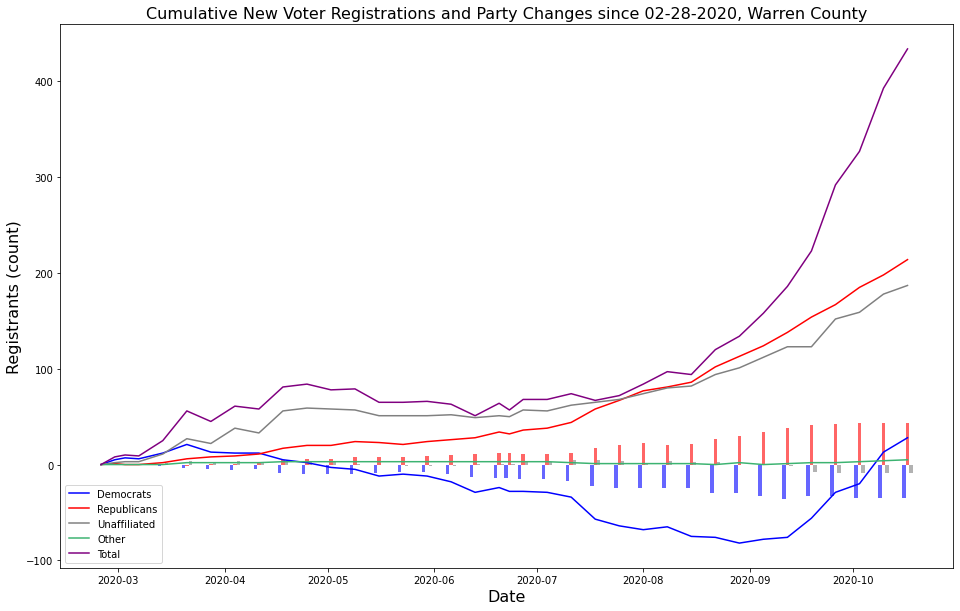 Cumulative New Voter Registrations and Party Changes since 02-28-2020, Warren County
Registrants (count)
400
300
200
100
0
−100
Democrats
Republicans
Unaffiliated
Other
Total
2020-03 2020-04 2020-05 2020-06 2020-07 2020-08 2020-09 2020-10
Date